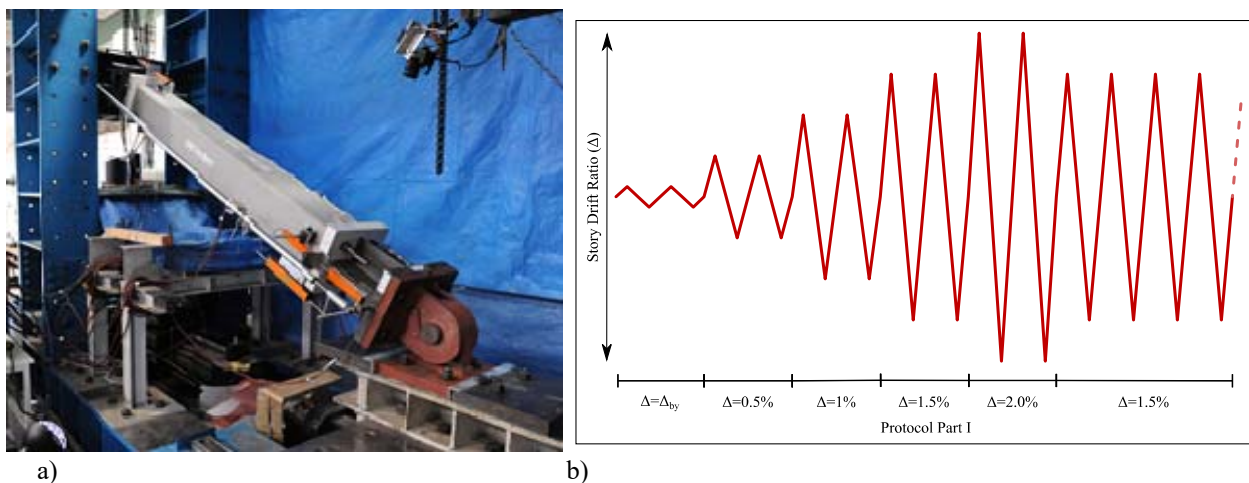 Story Drift Ratio (Δ)
Δ=Δby
Δ=0.5%
Δ=1%
Δ=1.5%
Δ=2.0%
Δ=1.5%
Protocol Part I
a)
b)